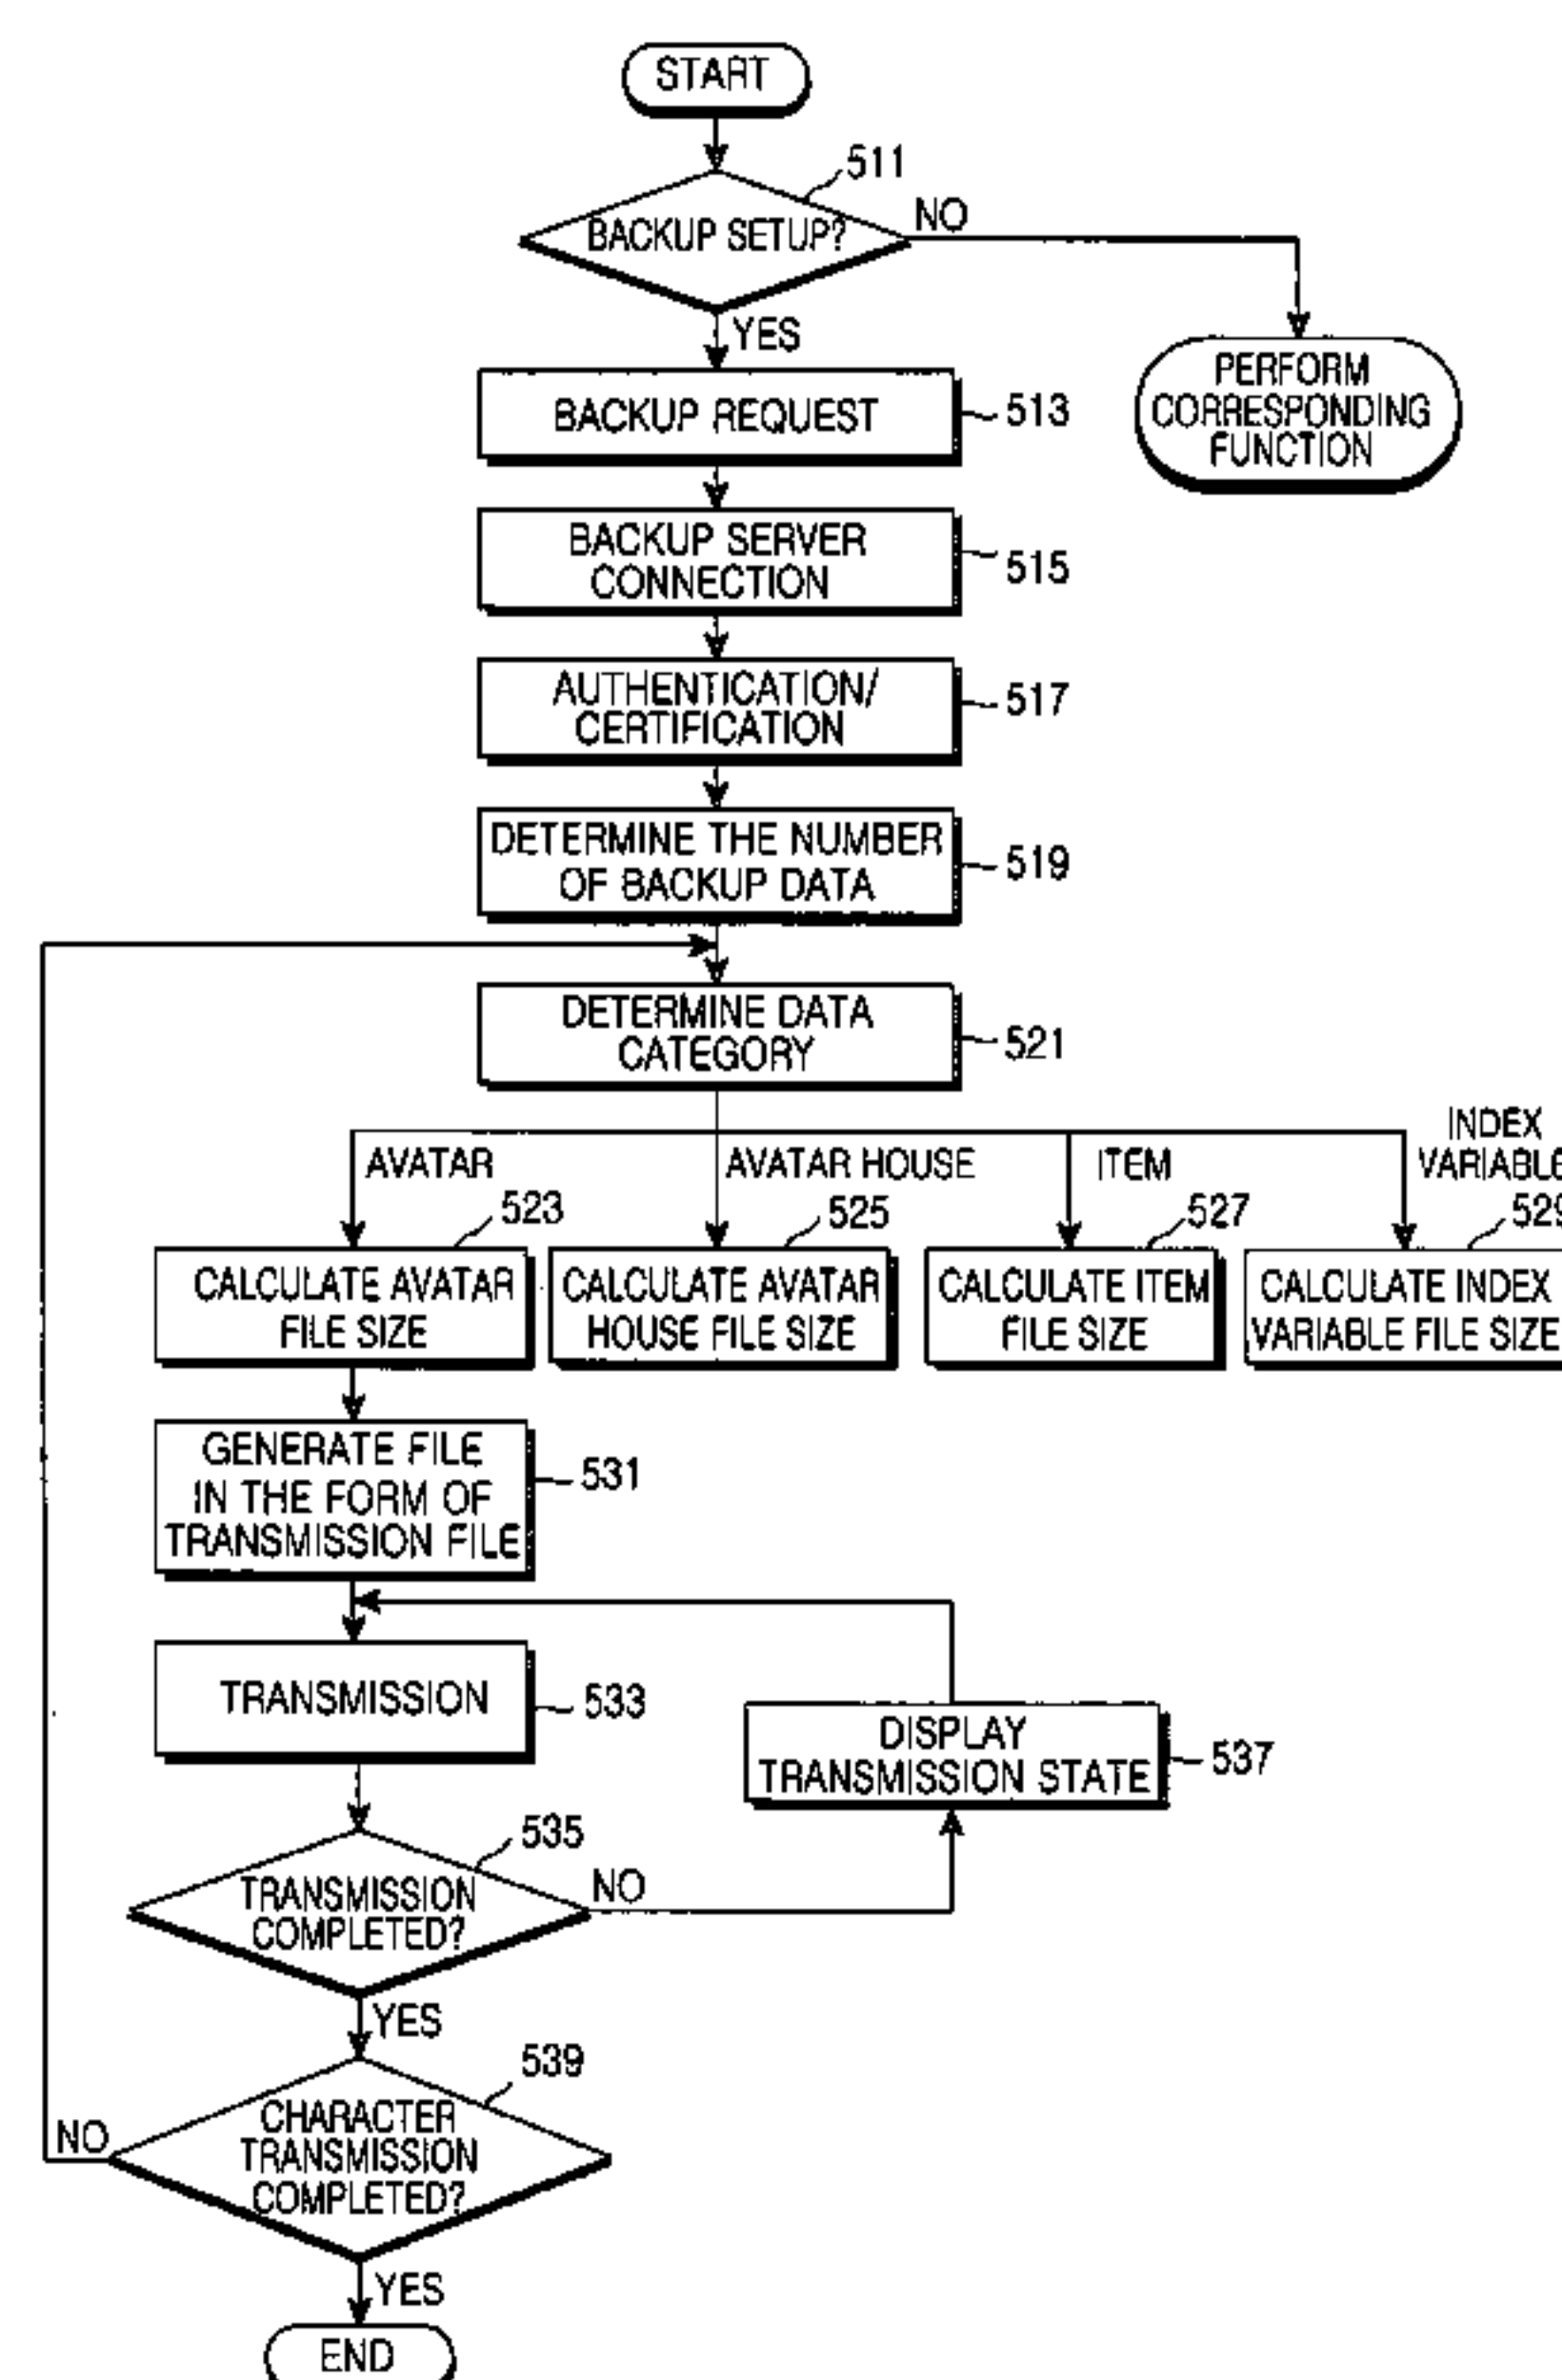 START
511
BACKUP SETUP?
NO
YES
PERFORM
CORRESPONDING
FUNCTION
BACKUP REQUEST
513
BACKUP SERVER
CONNECTION
515
AUTHENTICATION/
CERTIFICATION
517
DETERMINE THE NUMBER
OF BACKUP DATA
519
DETERMINE DATA
CATEGORY
521
AVATAR
AVATAR HOUSE
ITEM
INDEX
VARIABLE
523
525
527
529
CALCULATE AVATAR
FILE SIZE
CALCULATE AVATAR
HOUSE FILE SIZE
CALCULATE ITEM
FILE SIZE
CALCULATE INDEX
VARIABLE FILE SIZE
GENERATE FILE
IN THE FORM OF
TRANSMISSION FILE
531
TRANSMISSION
533
DISPLAY
TRANSMISSION STATE
537
535
TRANSMISSION
COMPLETED?
NO
YES
539
CHARACTER
TRANSMISSION
COMPLETED?
NO
YES
END